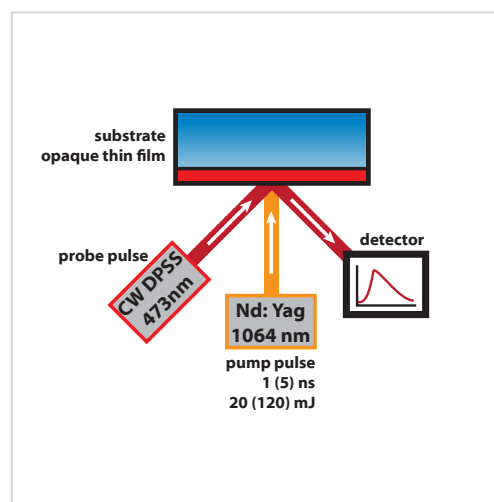 substrate
opaque thin film
probe pulse
detector
CW DPSS
473nm
Nd: Yag
1064 nm
pump pulse
1 (5) ns
20 (120) mJ